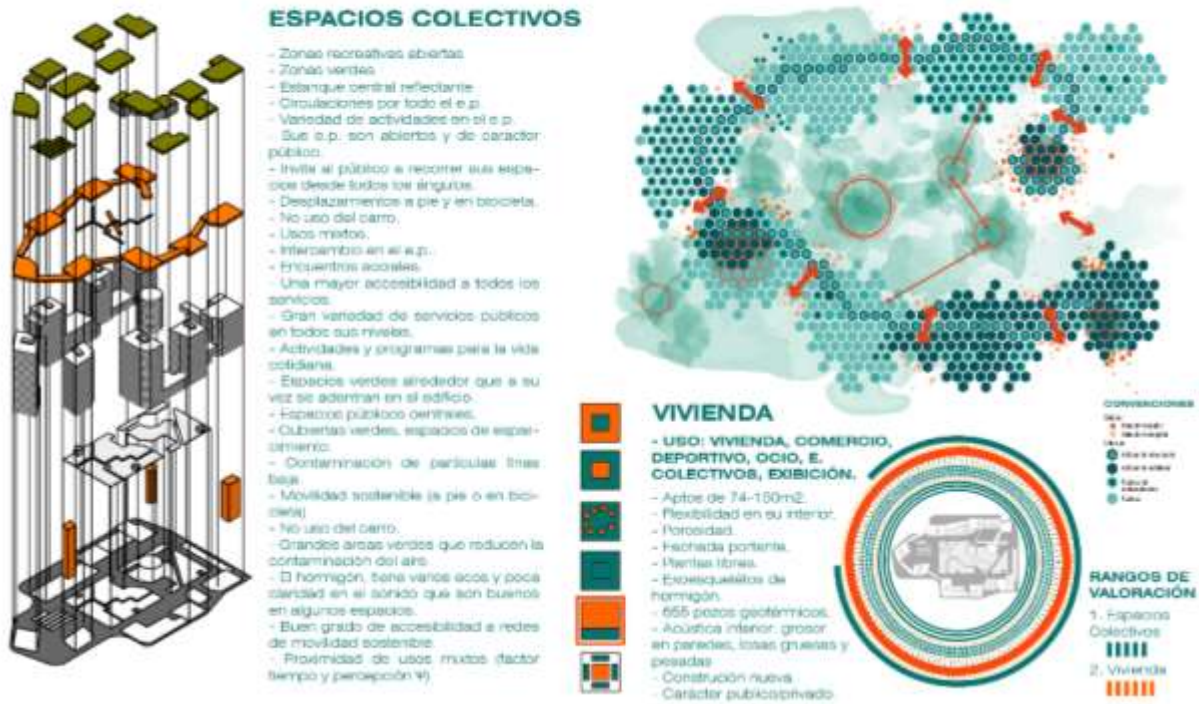 ESPACIOS COLECTIVOS
- Zonas recreativas abiertas
- Zonas verdes
- Estanque central reflectante
- Circulaciones por todo el e.p.
- Variedad de actividades en el e.p.
- Sus e.p. son abiertos y de carácter
público.
- Invita al público a recorrer sus espa-
cios desde todos los ángulos.
- Desplazamientos a pie y en bicicleta.
- No uso del carro.
- Usos mixtos.
- Intercambio en el e.p.
- Encuentros sociales.
- Una mayor accesibilidad a todos los
servicios.
- Gran variedad de servicios públicos
en todos sus niveles.
- Actividades y programas para la vida
cotidiana.
- Espacios verdes alrededor que a su
vez se adentran en el edificio.
- Espacios públicos centrales.
- Cubiertas verdes, espacios de espar-
cimiento.
- Contaminación de partículas finas
baja.
- Movilidad sostenible (a pie o en bici-
cleta)
- No uso del carro.
- Grandes areas verdes que reducen la
contaminación del aire.
- El hormigón, tiene varios ecos y poca
claridad en el sonido que son buenos
en algunos espacios.
- Buen grado de accesibilidad a redes
de movilidad sostenible.
- Proximidad de usos mixtos (factor
tiempo y percepción Ψ)
VIVIENDA
- USO: VIVIENDA, COMERCIO,
DEPORTIVO, OCIO, E.
COLECTIVOS, EXIBICIÓN.
- Aptos de 74-150m2.
- Flexibilidad en su interior.
- Porosidad.
- Fachada portante.
- Plantas libres.
- Exoesqueletos de
hormigón.
- 655 pozos geotérmicos.
- Acústica interior: grosor
en paredes, losas gruesas y
pesadas
- Construción nueva
- Carácter publico/privado
CONVENCIONES
RANGOS DE
VALORACIÓN
1. Espacios
Colectivos
2. Vivienda